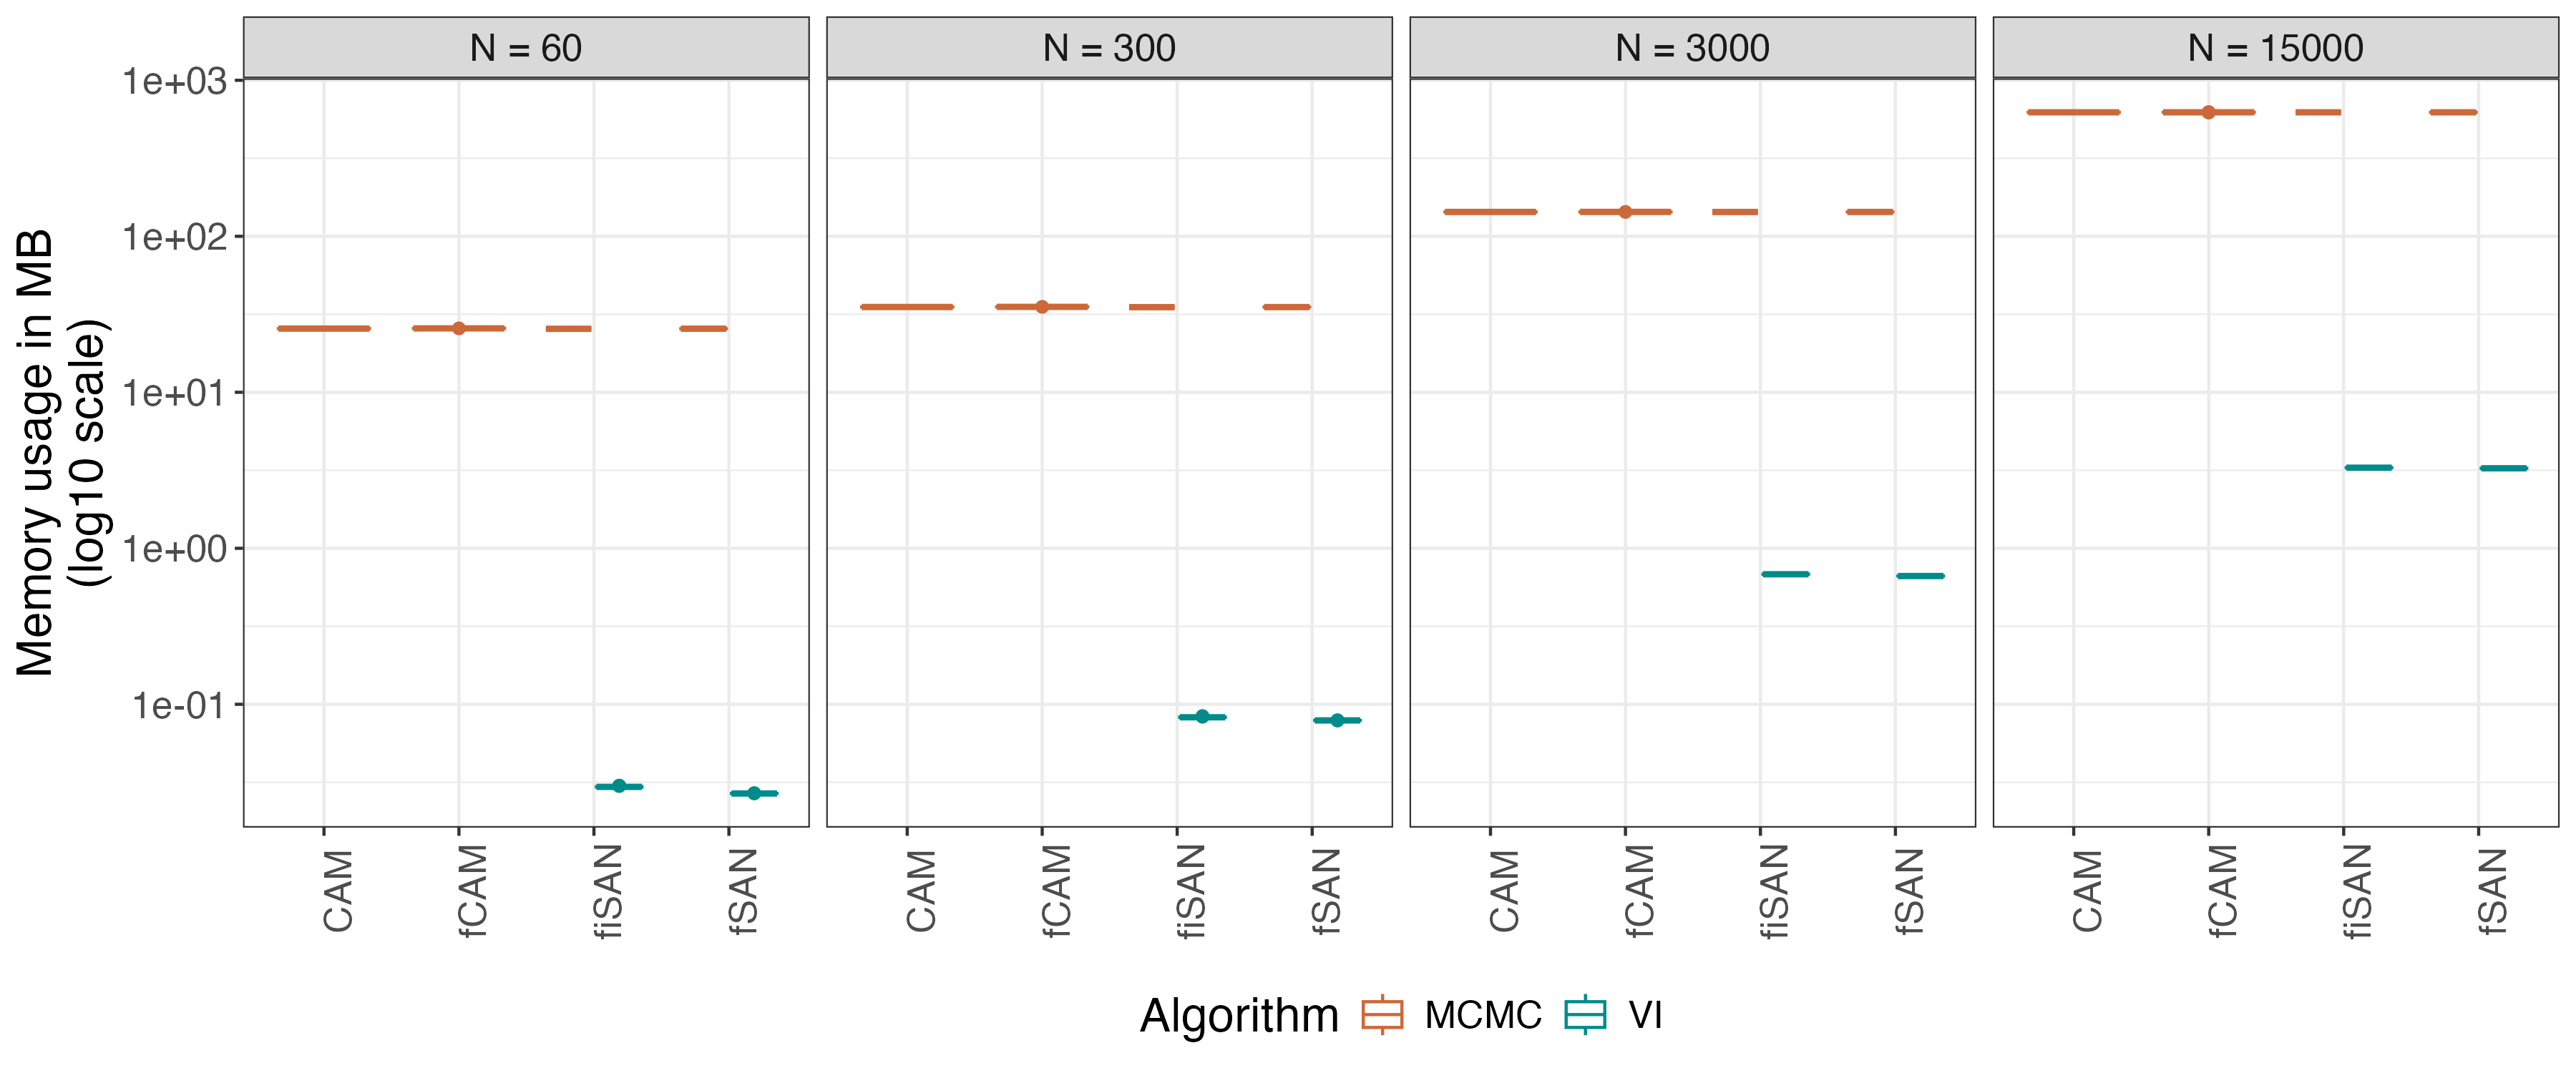 N = 60
N = 300
N = 3000
N = 15000
Memory usage in MB
(log10 scale)
1e+03
1e+02
1e+01
1e+00
1e-01
CAM
fCAM
fiSAN
fSAN
CAM
fCAM
fiSAN
fSAN
CAM
fCAM
fiSAN
fSAN
CAM
fCAM
fiSAN
fSAN
Algorithm MCMC VI